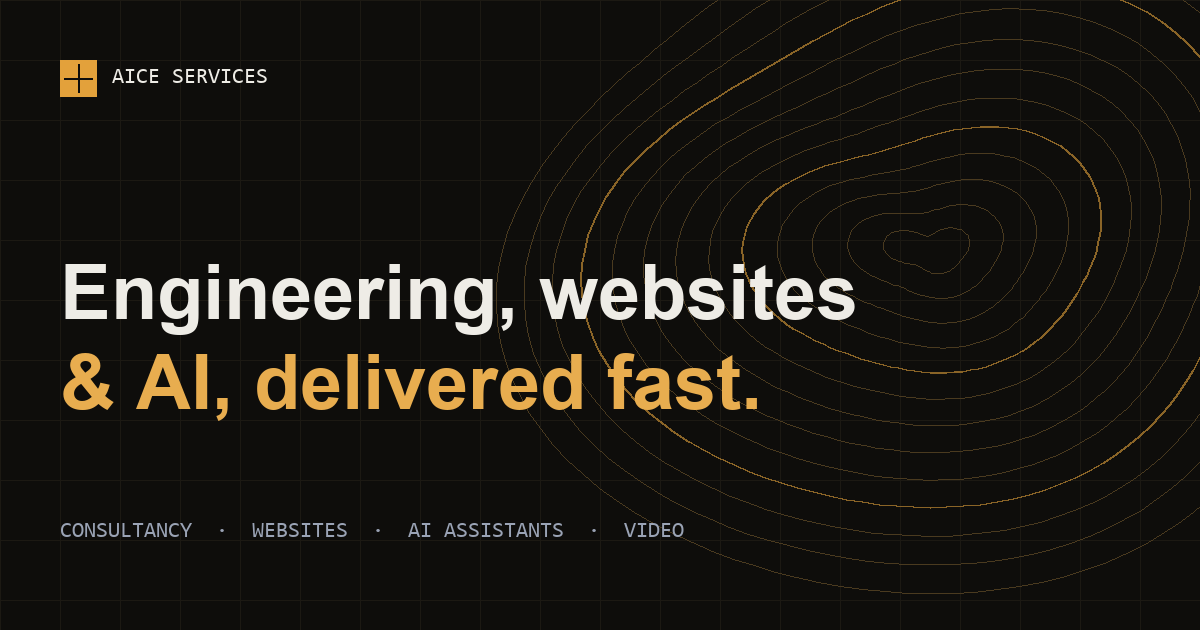 AICE SERVICES
Engineering, websites
& AI, delivered fast.
CONSULTANCY · WEBSITES · AI ASSISTANTS · VIDEO